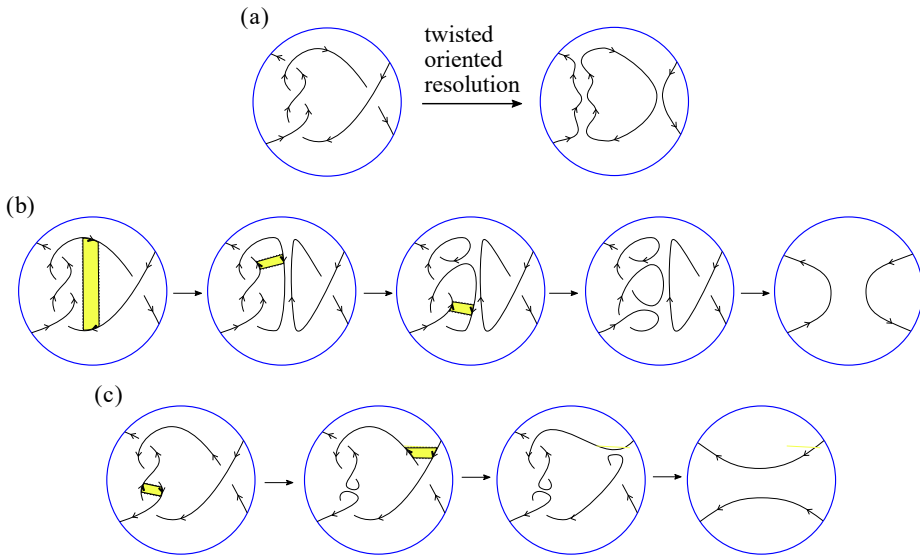 (a)
twisted
oriented
resolution
(b)
(c)